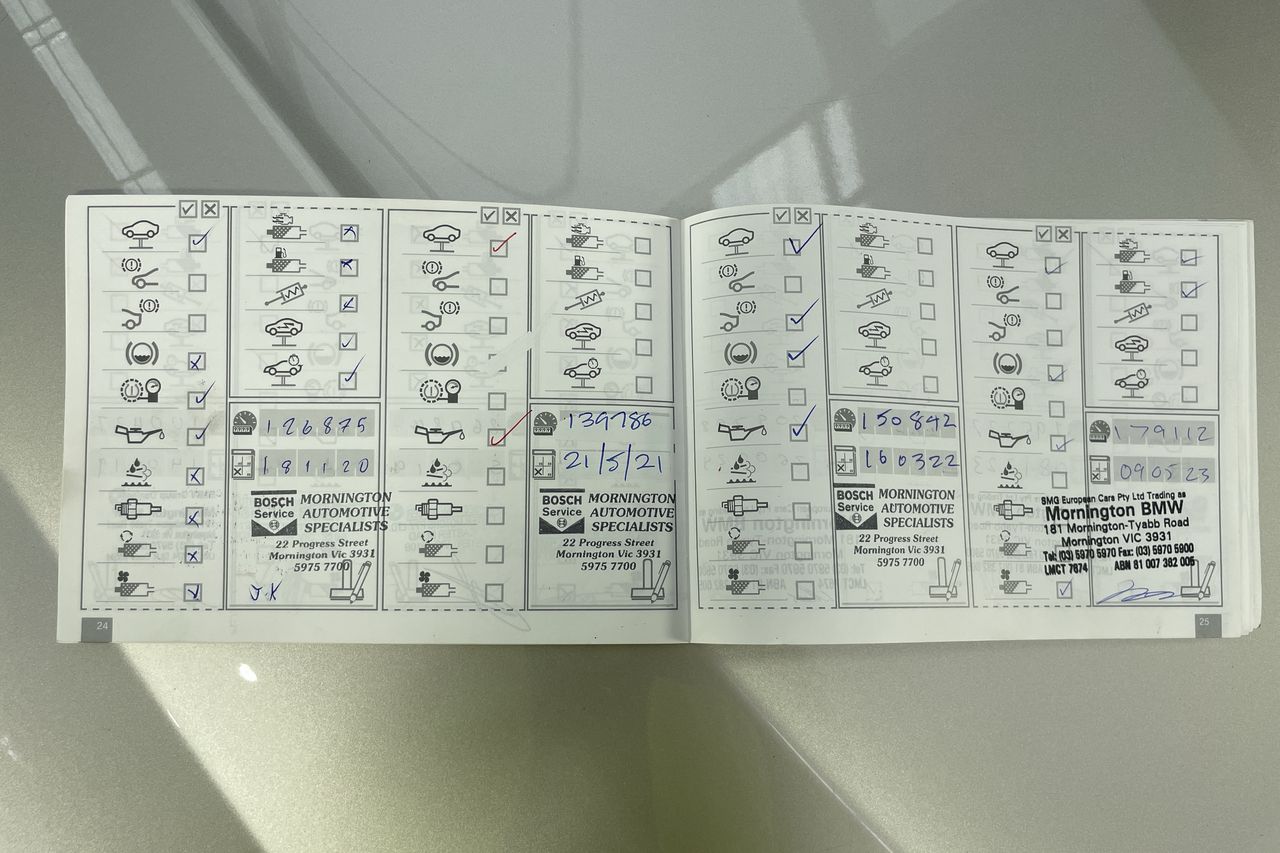 126875
181120
BOSCH
Service
MORNINGTON
AUTOMOTIVE
SPECIALISTS
22 Progress Street
Mornington Vic 3931
5975 7700
24
139786
21/5/21
BOSCH
Service
MORNINGTON
AUTOMOTIVE
SPECIALISTS
22 Progress Street
Mornington Vic 3931
5975 7700
150842
160322
BOSCH
Service
MORNINGTON
AUTOMOTIVE
SPECIALISTS
22 Progress Street
Mornington Vic 3931
5975 7700
179112
090523
SMG European Cars Pty Ltd Trading as
Mornington BMW
181 Mornington-Tyabb Road
Mornington VIC 3931
Tel: (03) 5970 5970 Fax: (03) 5970 5900
LMCT 7874 ABN 81 007 382 005
25